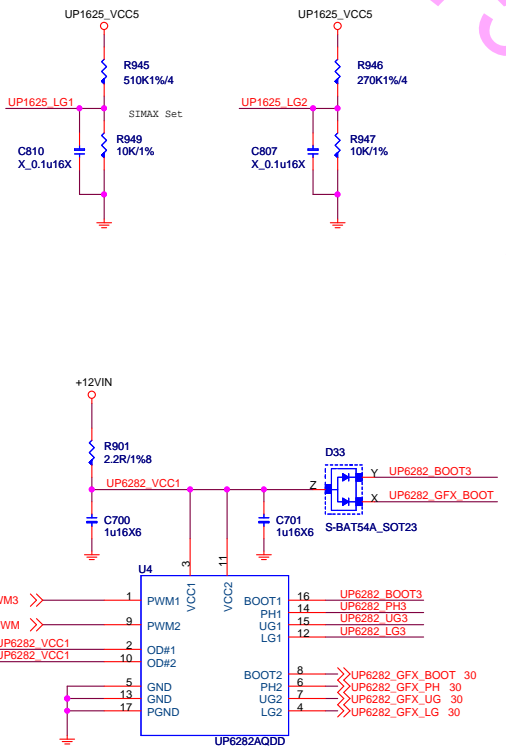 UP1625_VCC5 UP1625_VCC5
R945 R946
510K1%/4 270K1%/4
UP1625_LG1 UP1625_LG2
SIMAX Set
R949 R947
10K/1% 10K/1%
C810 C807
X_0.1u16X X_0.1u16X
+12VIN
R901
2.2R/1%8
D33
UP6282_VCC1 Z Y UP6282_BOOT3
X UP6282_GFX_BOOT
C700 C701
1u16X6 1u16X6
S-BAT54A_SOT23
U4
3 11
VCC1 VCC2
WM3 1 PWM1 BOOT1 16 UP6282_BOOT3
PH1 14 UP6282_PH3
WM 9 PWM2 UG1 15 UP6282_UG3
LG1 12 UP6282_LG3
UP6282_VCC1 2 OD#1
UP6282_VCC1 10 OD#2
BOOT2 8 UP6282_GFX_BOOT 30
5 GND PH2 6 UP6282_GFX_PH 30
13 GND UG2 7 UP6282_GFX_UG 30
17 PGND LG2 4 UP6282_GFX_LG 30
UP6282AQDD